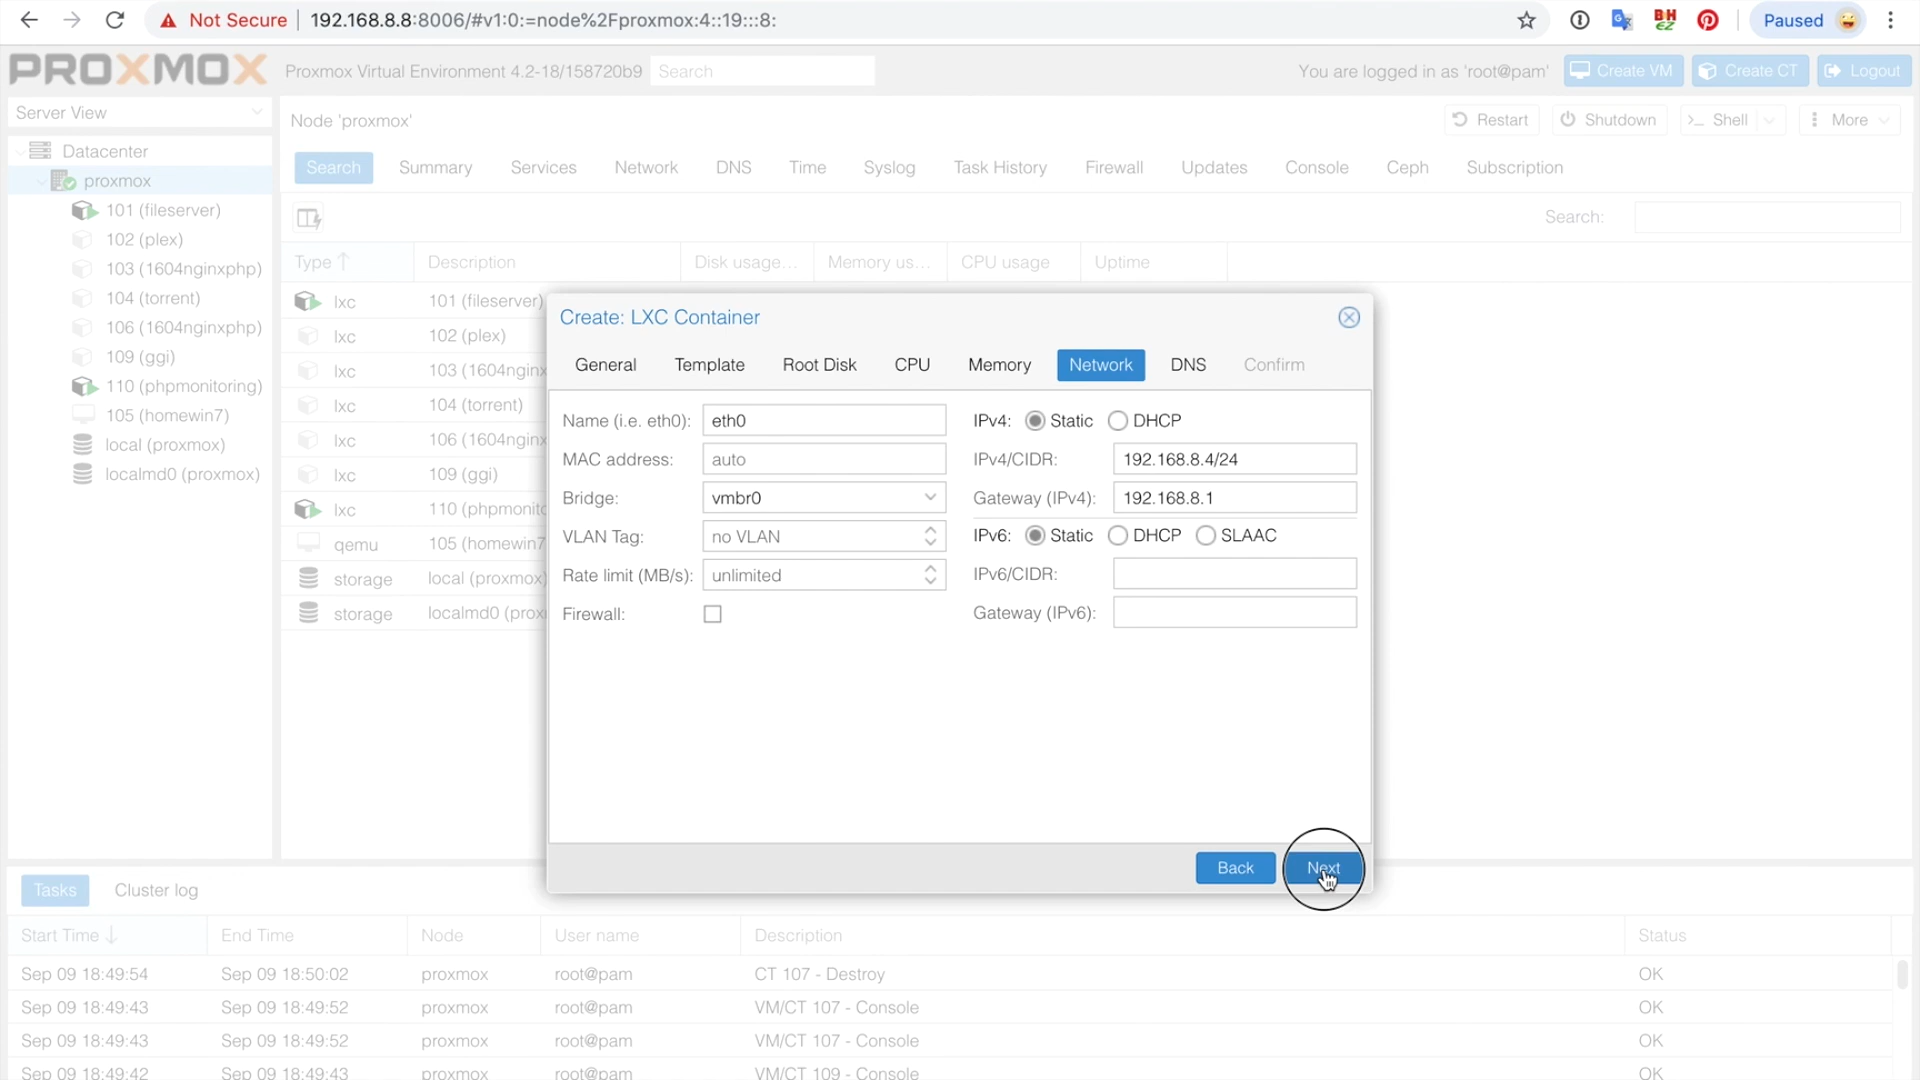 Not Secure 192.168.8.8:8006/#v1:0:=node%2Fproxmox:4::19:::8: Paused
PROXMOX Proxmox Virtual Environment 4.2-18/158720b9 Search You are logged in as 'root@pam' Create VM Create CT Logout
Server View
Node 'proxmox' Restart Shutdown >_ Shell More
Datacenter
proxmox
101 (fileserver)
102 (plex)
103 (1604nginxphp)
104 (torrent)
106 (1604nginxphp)
109 (ggi)
110 (phpmonitoring)
105 (homewin7)
local (proxmox)
localmd0 (proxmox)
Search Summary Services Network DNS Time Syslog Task History Firewall Updates Console Ceph Subscription
Search:
Type Description Disk usage... Memory us... CPU usage Uptime
lxc 101 (fileserver)
lxc 102 (plex)
lxc 103 (1604nginx
lxc 104 (torrent)
lxc 106 (1604nginx
lxc 109 (ggi)
lxc 110 (phpmonito
qemu 105 (homewin7
storage local (proxmox)
storage localmd0 (prox
Create: LXC Container
General Template Root Disk CPU Memory Network DNS Confirm
Name (i.e. eth0): eth0
MAC address: auto
Bridge: vmbr0
VLAN Tag: no VLAN
Rate limit (MB/s): unlimited
Firewall:
IPv4: Static DHCP
IPv4/CIDR: 192.168.8.4/24
Gateway (IPv4): 192.168.8.1
IPv6: Static DHCP SLAAC
IPv6/CIDR:
Gateway (IPv6):
Back Next
Tasks Cluster log
Start Time End Time Node User name Description Status
Sep 09 18:49:54 Sep 09 18:50:02 proxmox root@pam CT 107 - Destroy OK
Sep 09 18:49:43 Sep 09 18:49:52 proxmox root@pam VM/CT 107 - Console OK
Sep 09 18:49:43 Sep 09 18:49:52 proxmox root@pam VM/CT 107 - Console OK
Sep 09 18:49:42 Sep 09 18:49:43 proxmox root@pam VM/CT 109 - Console OK